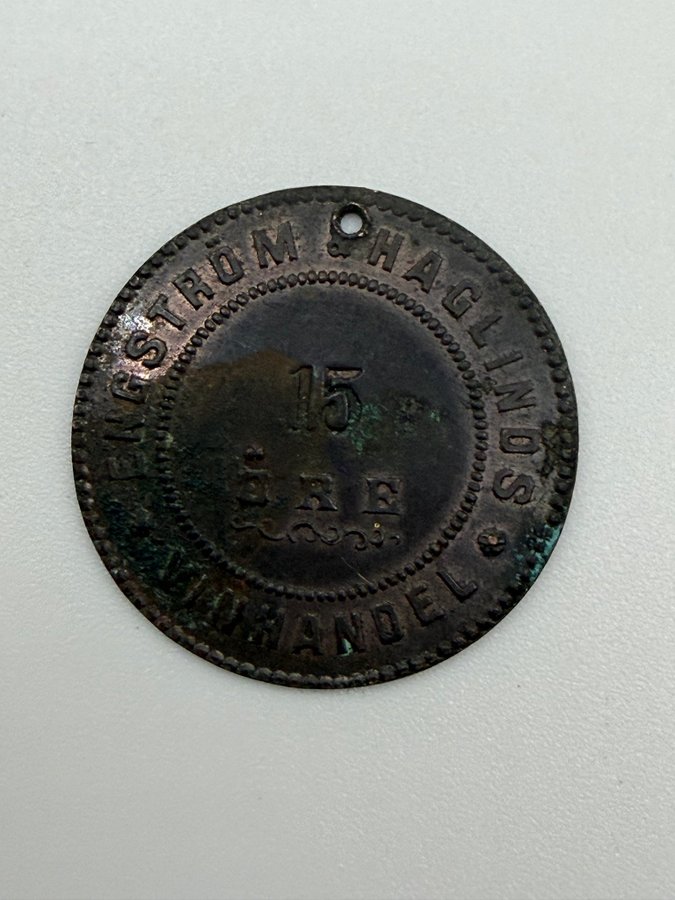 ENGSTRÖM & HAGLINDS
15
ÖRE
VINHANDEL